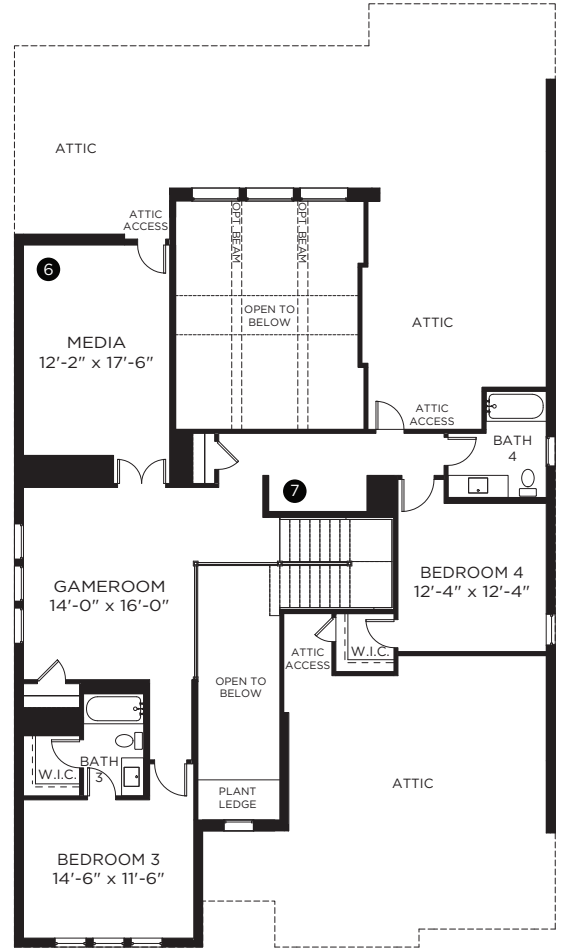 ATTIC
ATTIC
ACCESS
6
OPT. BEAM
OPT. BEAM
MEDIA
12'-2" x 17'-6"
OPEN TO
BELOW
ATTIC
ATTIC
ACCESS
BATH
4
7
GAMEROOM
14'-0" x 16'-0"
BEDROOM 4
12'-4" x 12'-4"
ATTIC
ACCESS
W.I.C.
OPEN TO
BELOW
W.I.C.
BATH
3
PLANT
LEDGE
ATTIC
BEDROOM 3
14'-6" x 11'-6"